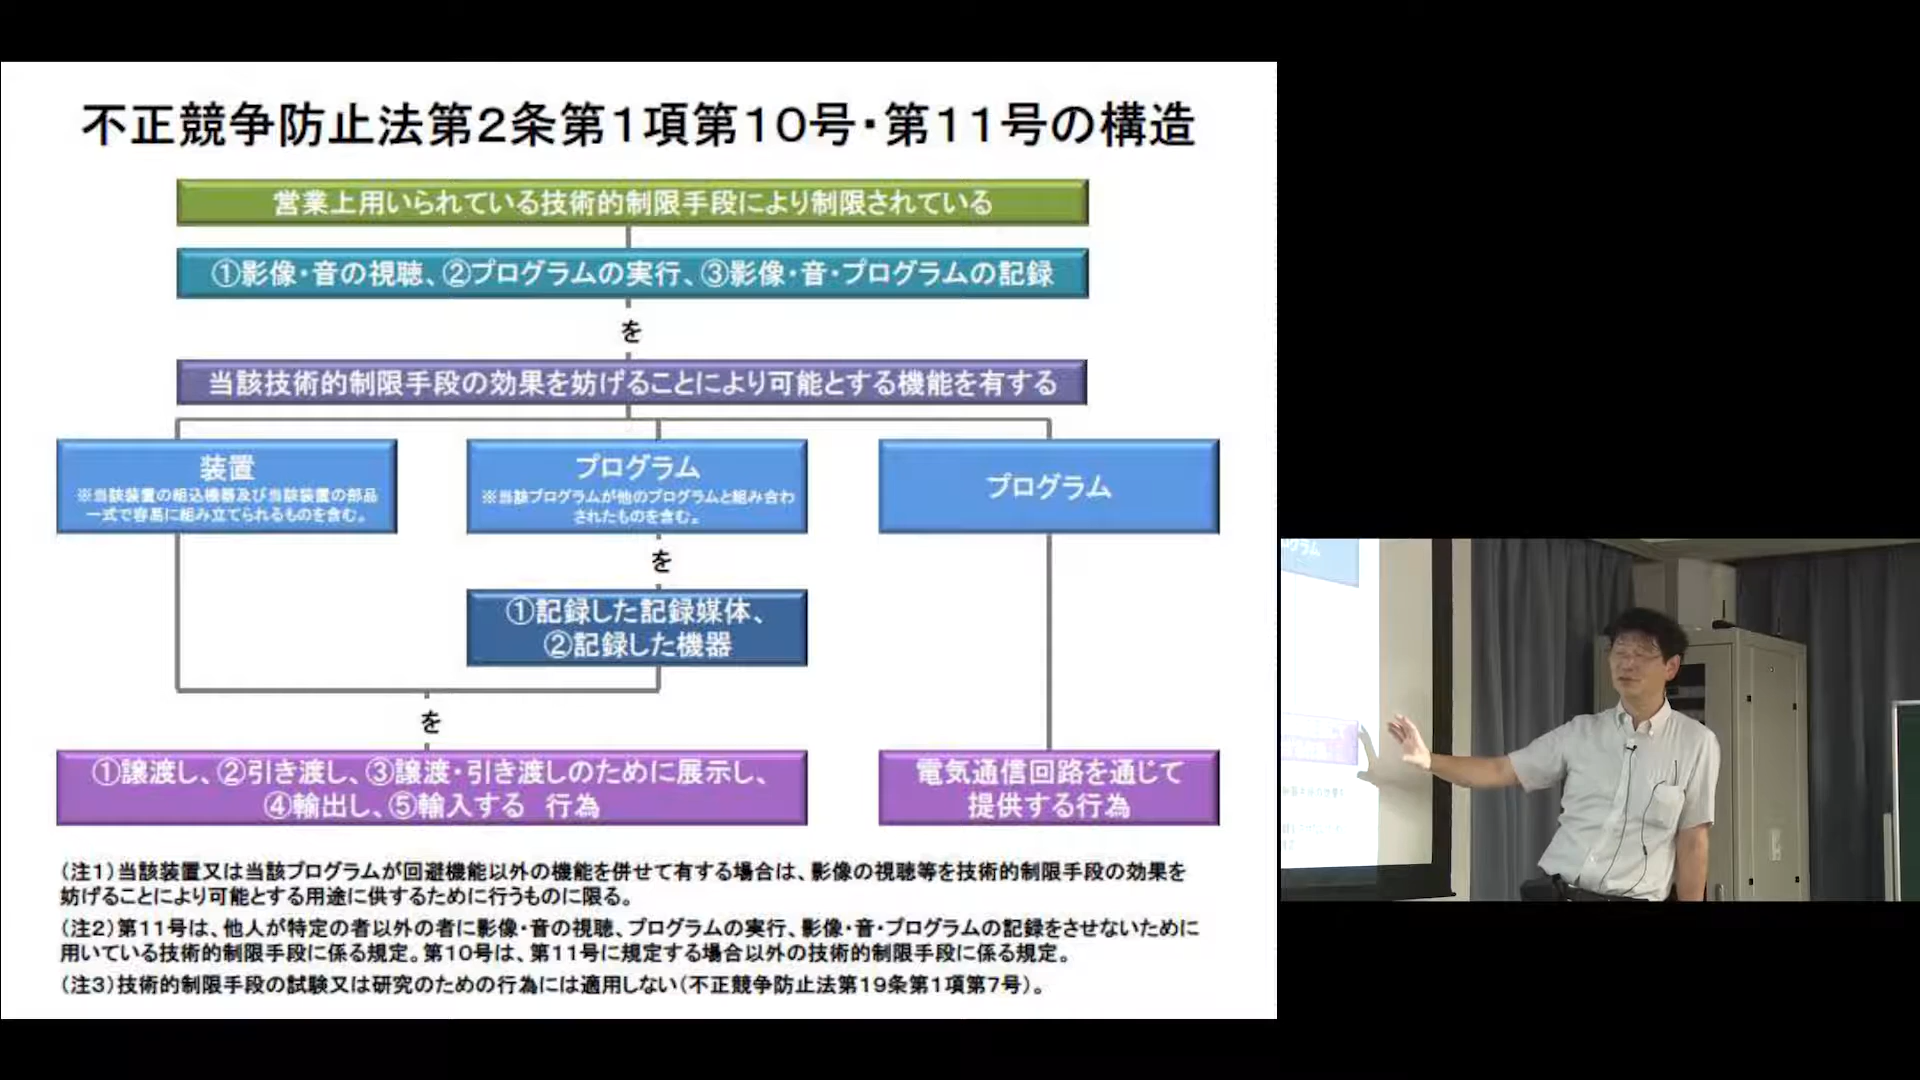 不正競争防止法第2条第1項第10号・第11号の構造
営業上用いられている技術的制限手段により制限されている
①影像・音の視聴、②プログラムの実行、③影像・音・プログラムの記録
を
当該技術的制限手段の効果を妨げることにより可能とする機能を有する
装置
※当該装置の組込機器及び当該装置の部品
一式で容易に組み立てられるものを含む。
プログラム
※当該プログラムが他のプログラムと組み合わ
されたものを含む。
プログラム
を
①記録した記録媒体、
②記録した機器
を
①譲渡し、②引き渡し、③譲渡・引き渡しのために展示し、
④輸出し、⑤輸入する 行為
電気通信回路を通じて
提供する行為
（注1）当該装置又は当該プログラムが回避機能以外の機能を併せて有する場合は、影像の視聴等を技術的制限手段の効果を
妨げることにより可能とする用途に供するために行うものに限る。
（注2）第11号は、他人が特定の者以外の者に影像・音の視聴、プログラムの実行、影像・音・プログラムの記録をさせないために
用いている技術的制限手段に係る規定。第10号は、第11号に規定する場合以外の技術的制限手段に係る規定。
（注3）技術的制限手段の試験又は研究のための行為には適用しない（不正競争防止法第19条第1項第7号）。